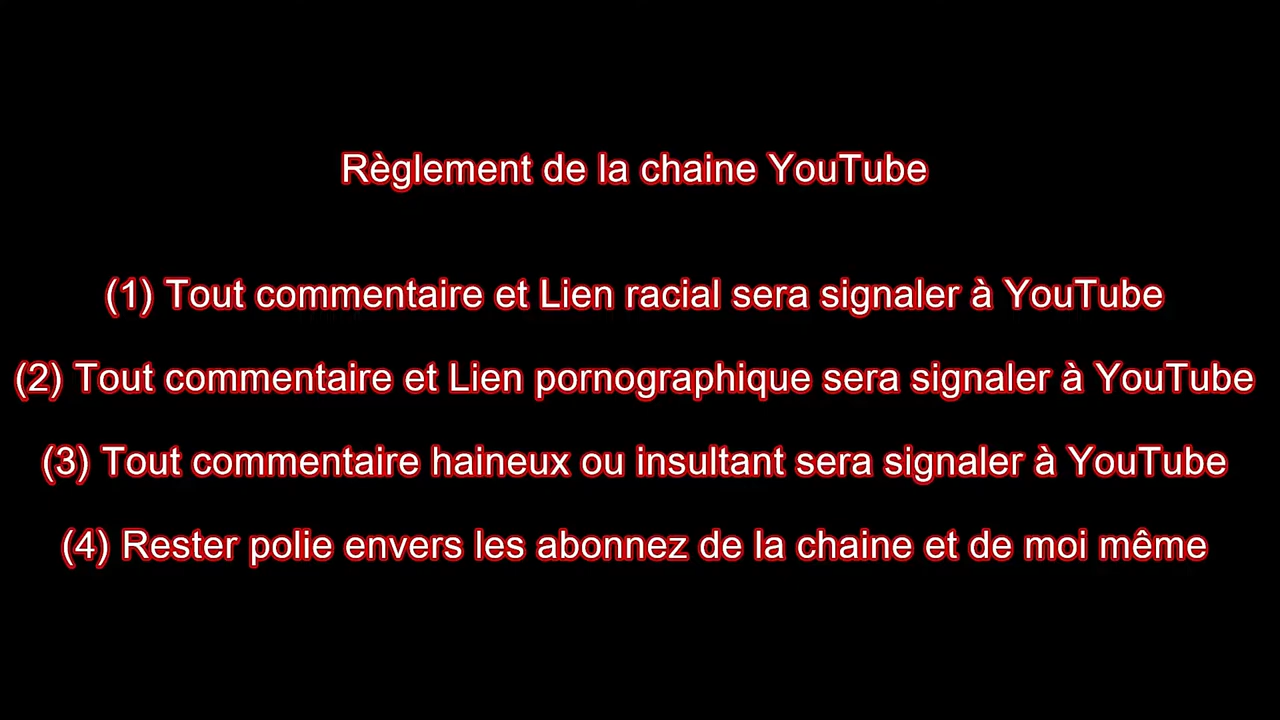 Règlement de la chaine YouTube
(1) Tout commentaire et Lien racial sera signaler à YouTube
(2) Tout commentaire et Lien pornographique sera signaler à YouTube
(3) Tout commentaire haineux ou insultant sera signaler à YouTube
(4) Rester polie envers les abonnez de la chaine et de moi même